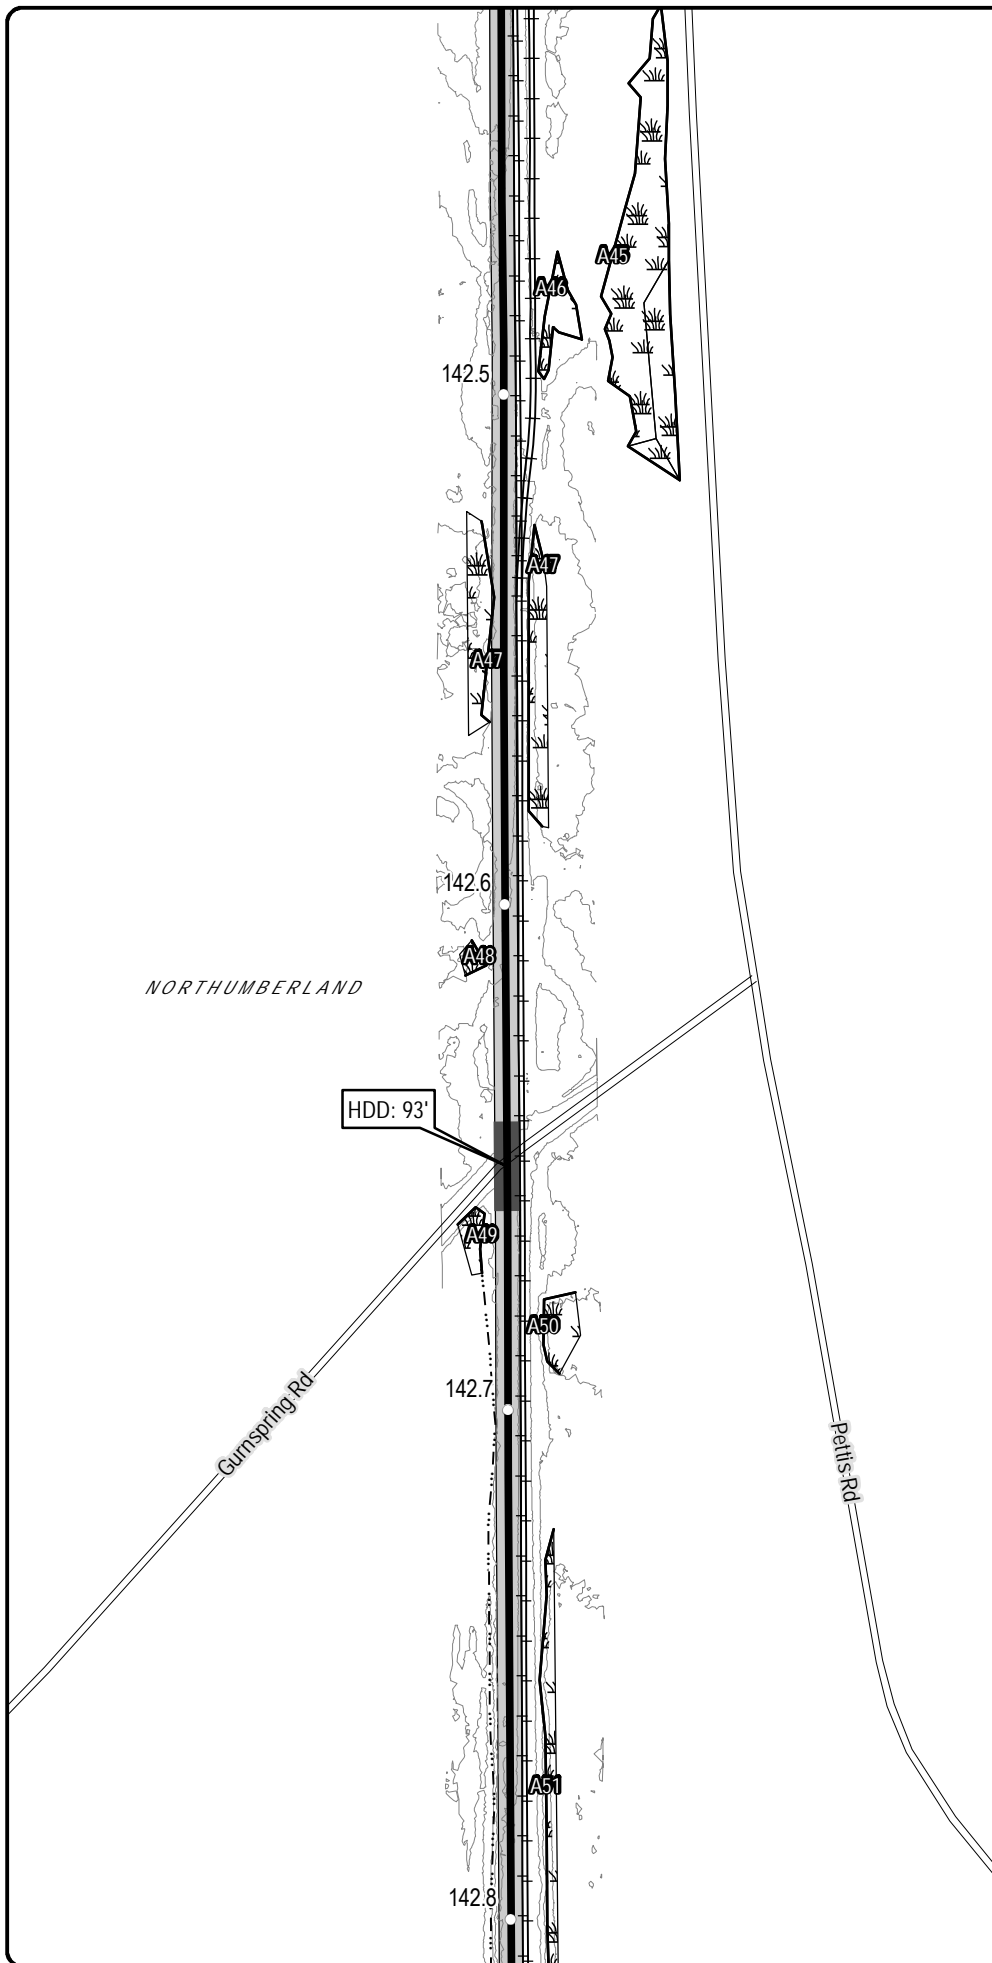 A45
A46
142.5
A47
A47
142.6
A48
NORTHUMBERLAND
HDD: 93'
A49
A50
142.7
Gurnspring Rd
Pettis Rd
A51
142.8